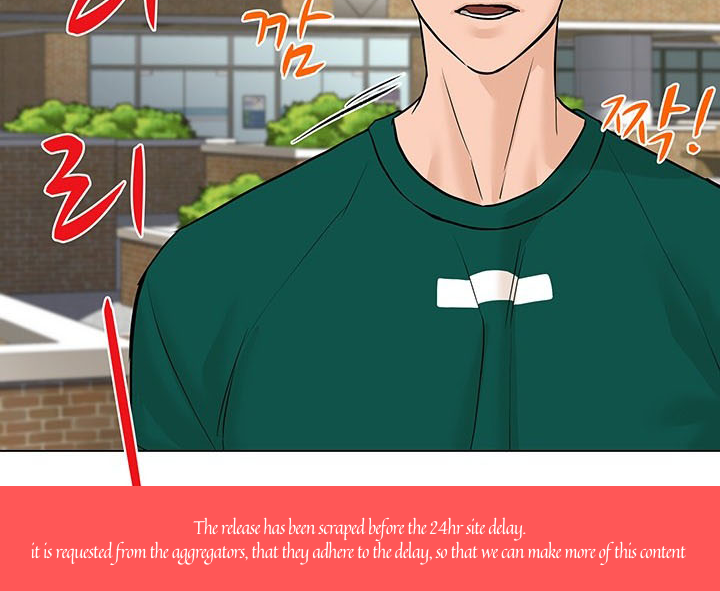 깜
짝!
리
The release has been scraped before the 24hr site delay.
it is requested from the aggregators, that they adhere to the delay, so that we can make more of this content